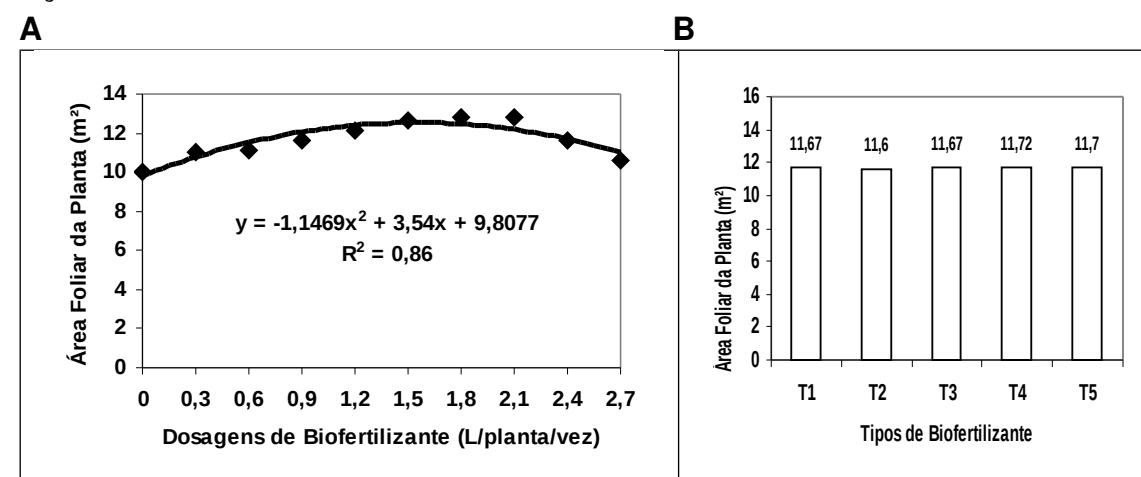 A
14
12
10
8
6
4
2
0
Área Foliar da Planta (m²)
y = -1,1469x² + 3,54x + 9,8077
R² = 0,86
0 0,3 0,6 0,9 1,2 1,5 1,8 2,1 2,4 2,7
Dosagens de Biofertilizante (L/planta/vez)
B
16
14
12
10
8
6
4
2
0
Área Foliar da Planta (m²)
11,67 11,6 11,67 11,72 11,7
T1 T2 T3 T4 T5
Tipos de Biofertilizante